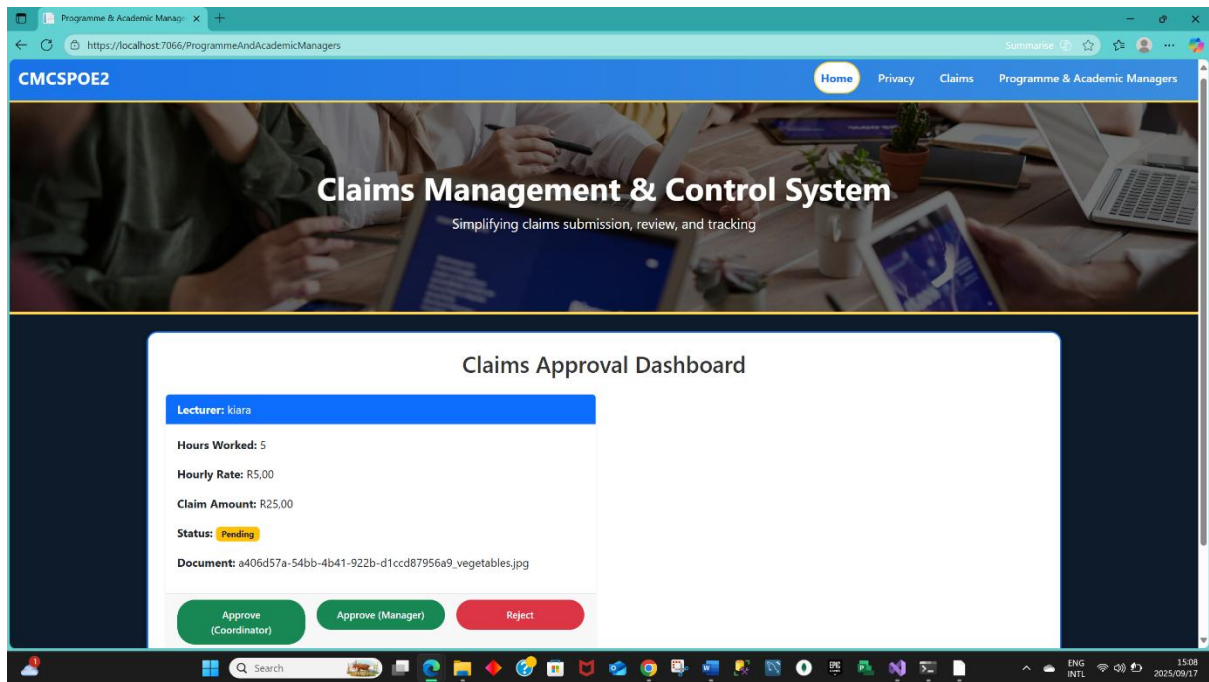 Programme & Academic Manage
https://localhost:7066/ProgrammeAndAcademicManagers
Summarise
CMCSPOE2
Home Privacy Claims Programme & Academic Managers
Claims Management & Control System
Simplifying claims submission, review, and tracking
Claims Approval Dashboard
Lecturer: kiara
Hours Worked: 5
Hourly Rate: R5,00
Claim Amount: R25,00
Status: Pending
Document: a406d57a-54bb-4b41-922b-d1ccd87956a9_vegetables.jpg
Approve
(Coordinator)
Approve (Manager)
Reject
Search
ENG
INTL
15:08
2025/09/17